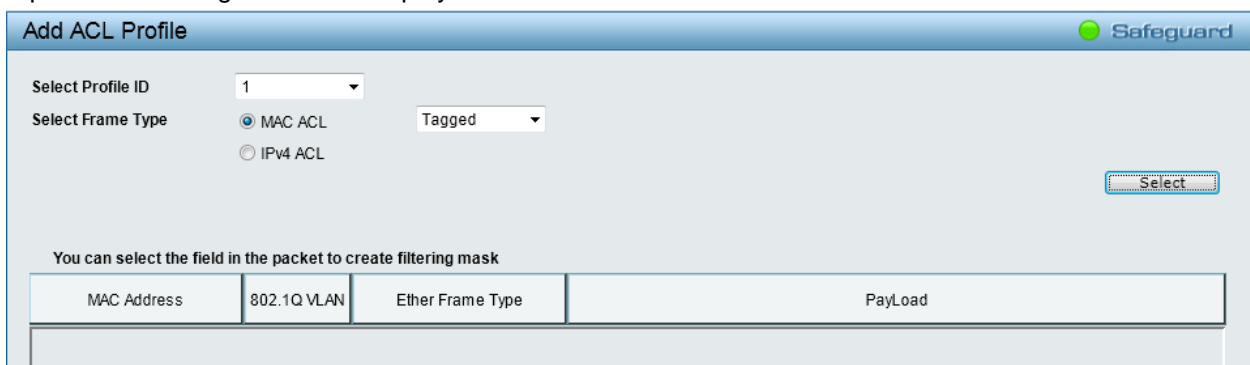 Add ACL Profile Safeguard
Select Profile ID 1
Select Frame Type MAC ACL Tagged
IPv4 ACL
Select
You can select the field in the packet to create filtering mask
MAC Address 802.1Q VLAN Ether Frame Type PayLoad